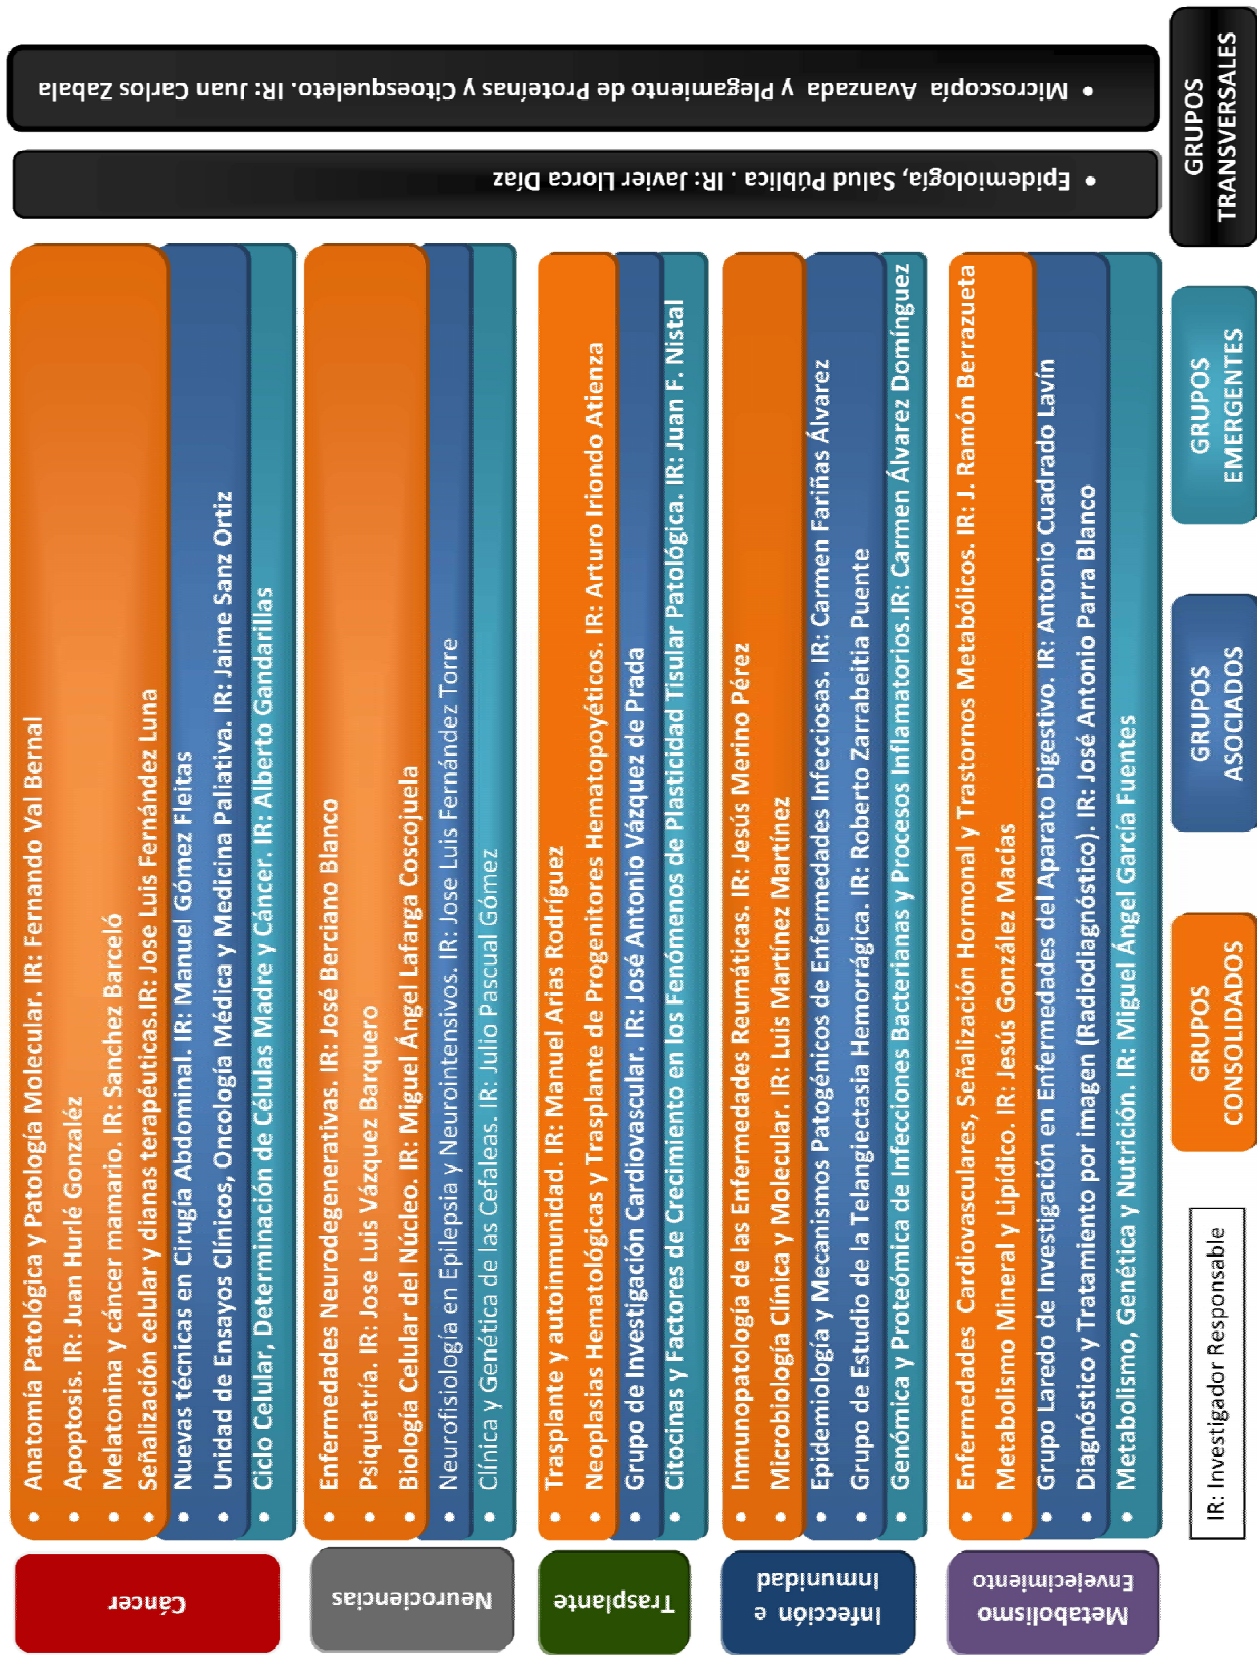 Cáncer
Anatomía Patológica y Patología Molecular. IR: Fernando Val Bernal
Apoptosis. IR: Juan Hurlé Gonzaléz
Melatonina y cáncer mamario. IR: Sanchez Barceló
Señalización celular y dianas terapéuticas.IR: Jose Luis Fernández Luna
Nuevas técnicas en Cirugía Abdominal. IR: Manuel Gómez Fleitas
Unidad de Ensayos Clínicos, Oncología Médica y Medicina Paliativa. IR: Jaime Sanz Ortiz
Ciclo Celular, Determinación de Células Madre y Cáncer. IR: Alberto Gandarillas
Neurociencias
Enfermedades Neurodegenerativas. IR: José Berciano Blanco
Psiquiatría. IR: Jose Luis Vázquez Barquero
Biología Celular del Núcleo. IR: Miguel Ángel Lafarga Coscojuela
Neurofisiología en Epilepsia y Neurointensivos. IR: Jose Luis Fernández Torre
Clínica y Genética de las Cefaleas. IR: Julio Pascual Gómez
Trasplante
Trasplante y autoinmunidad. IR: Manuel Arias Rodríguez
Neoplasias Hematológicas y Trasplante de Progenitores Hematopoyéticos. IR: Arturo Iriondo Atienza
Grupo de Investigación Cardiovascular. IR: José Antonio Vázquez de Prada
Citocinas y Factores de Crecimiento en los Fenómenos de Plasticidad Tisular Patológica. IR: Juan F. Nistal
Infección e
Inmunidad
Inmunopatología de las Enfermedades Reumáticas. IR: Jesús Merino Pérez
Microbiología Clínica y Molecular. IR: Luis Martínez Martínez
Epidemiología y Mecanismos Patogénicos de Enfermedades Infecciosas. IR: Carmen Fariñas Álvarez
Grupo de Estudio de la Telangiectasia Hemorrágica. IR: Roberto Zarrabeitia Puente
Genómica y Proteómica de Infecciones Bacterianas y Procesos Inflamatorios.IR: Carmen Álvarez Domínguez
Metabolismo
Envejecimiento
Enfermedades Cardiovasculares, Señalización Hormonal y Trastornos Metabólicos. IR: J. Ramón Berrazueta
Metabolismo Mineral y Lipídico. IR: Jesús González Macías
Grupo Laredo de Investigación en Enfermedades del Aparato Digestivo. IR: Antonio Cuadrado Lavín
Diagnóstico y Tratamiento por imagen (Radiodiagnóstico). IR: José Antonio Parra Blanco
Metabolismo, Genética y Nutrición. IR: Miguel Ángel García Fuentes
Microscopía Avanzada y Plegamiento de Proteínas y Citoesqueleto. IR: Juan Carlos Zabala
Epidemiología, Salud Pública . IR: Javier Llorca Díaz
IR: Investigador Responsable
GRUPOS
CONSOLIDADOS
GRUPOS
ASOCIADOS
GRUPOS
EMERGENTES
GRUPOS
TRANSVERSALES